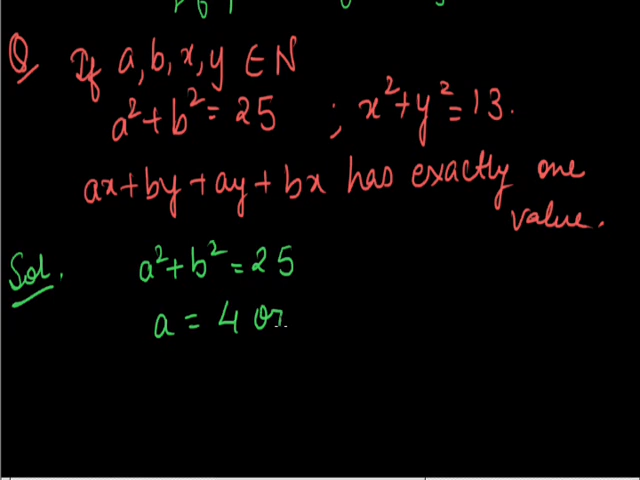 Q If a, b, x, y ∈ N
a² + b² = 25 ; x² + y² = 13.
ax + by + ay + bx has exactly one
value.
Sol. a² + b² = 25
a = 4 or